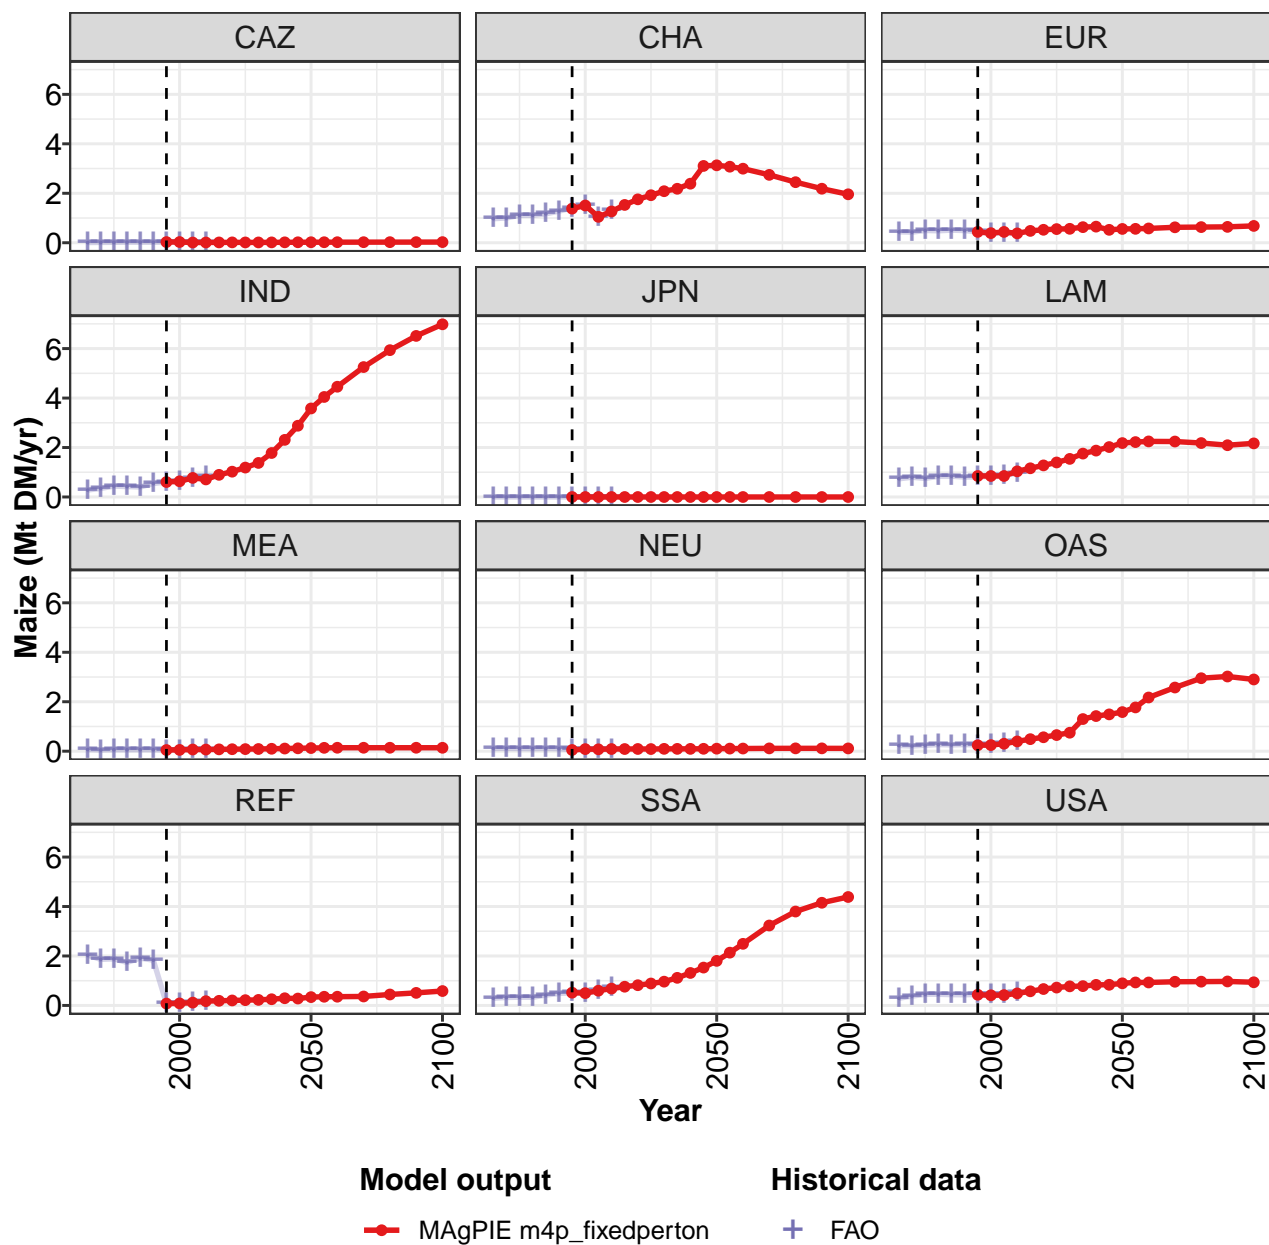 CAZ CHA EUR
6
4
2
0
IND JPN LAM
6
4
2
0
MEA NEU OAS
6
4
2
0
REF SSA USA
6
4
2
0
Maize (Mt DM/yr)
2000 2050 2100 2000 2050 2100 2000 2050 2100
Year
Model output Historical data
MAgPIE m4p_fixedperton FAO